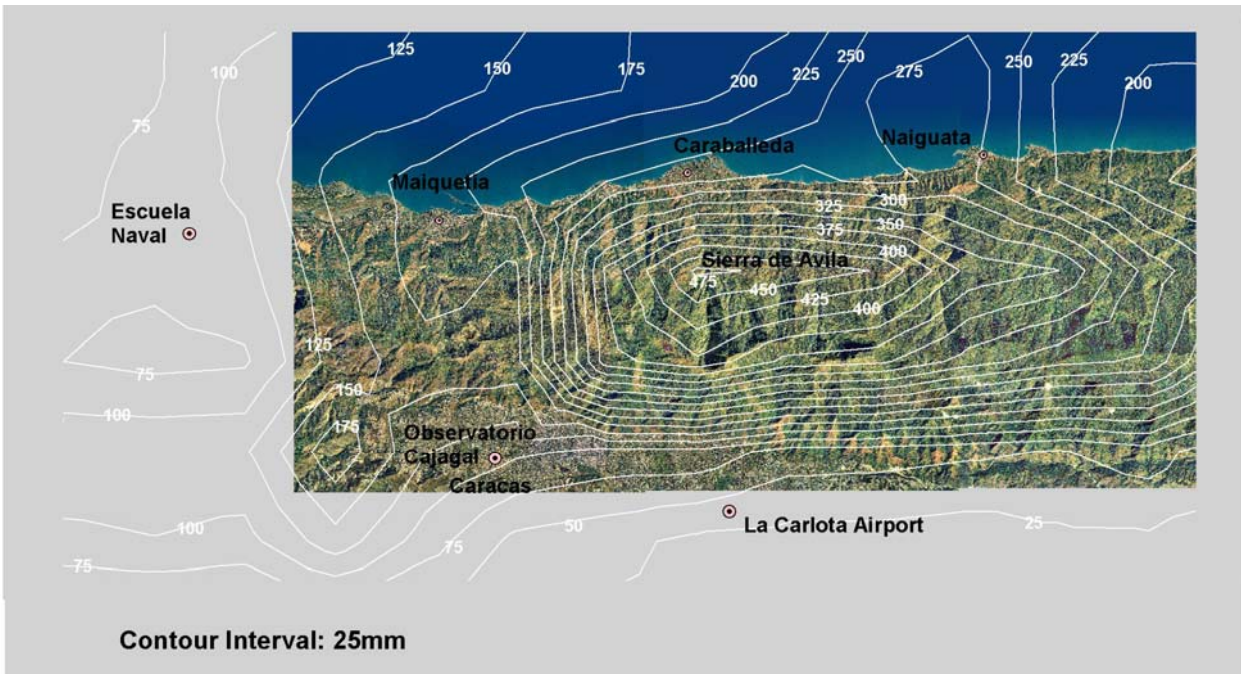 125
100
150
175
200
225
250
275
250
225
200
75
Caraballeda
Naiguata
Maiquetia
Escuela
Naval
300
325
350
375
400
Sierra de Avila
475
450
425
400
125
75
150
100
175
Observatorio
Cajagal
Caracas
100
50
75
La Carlota Airport
25
75
Contour Interval: 25mm